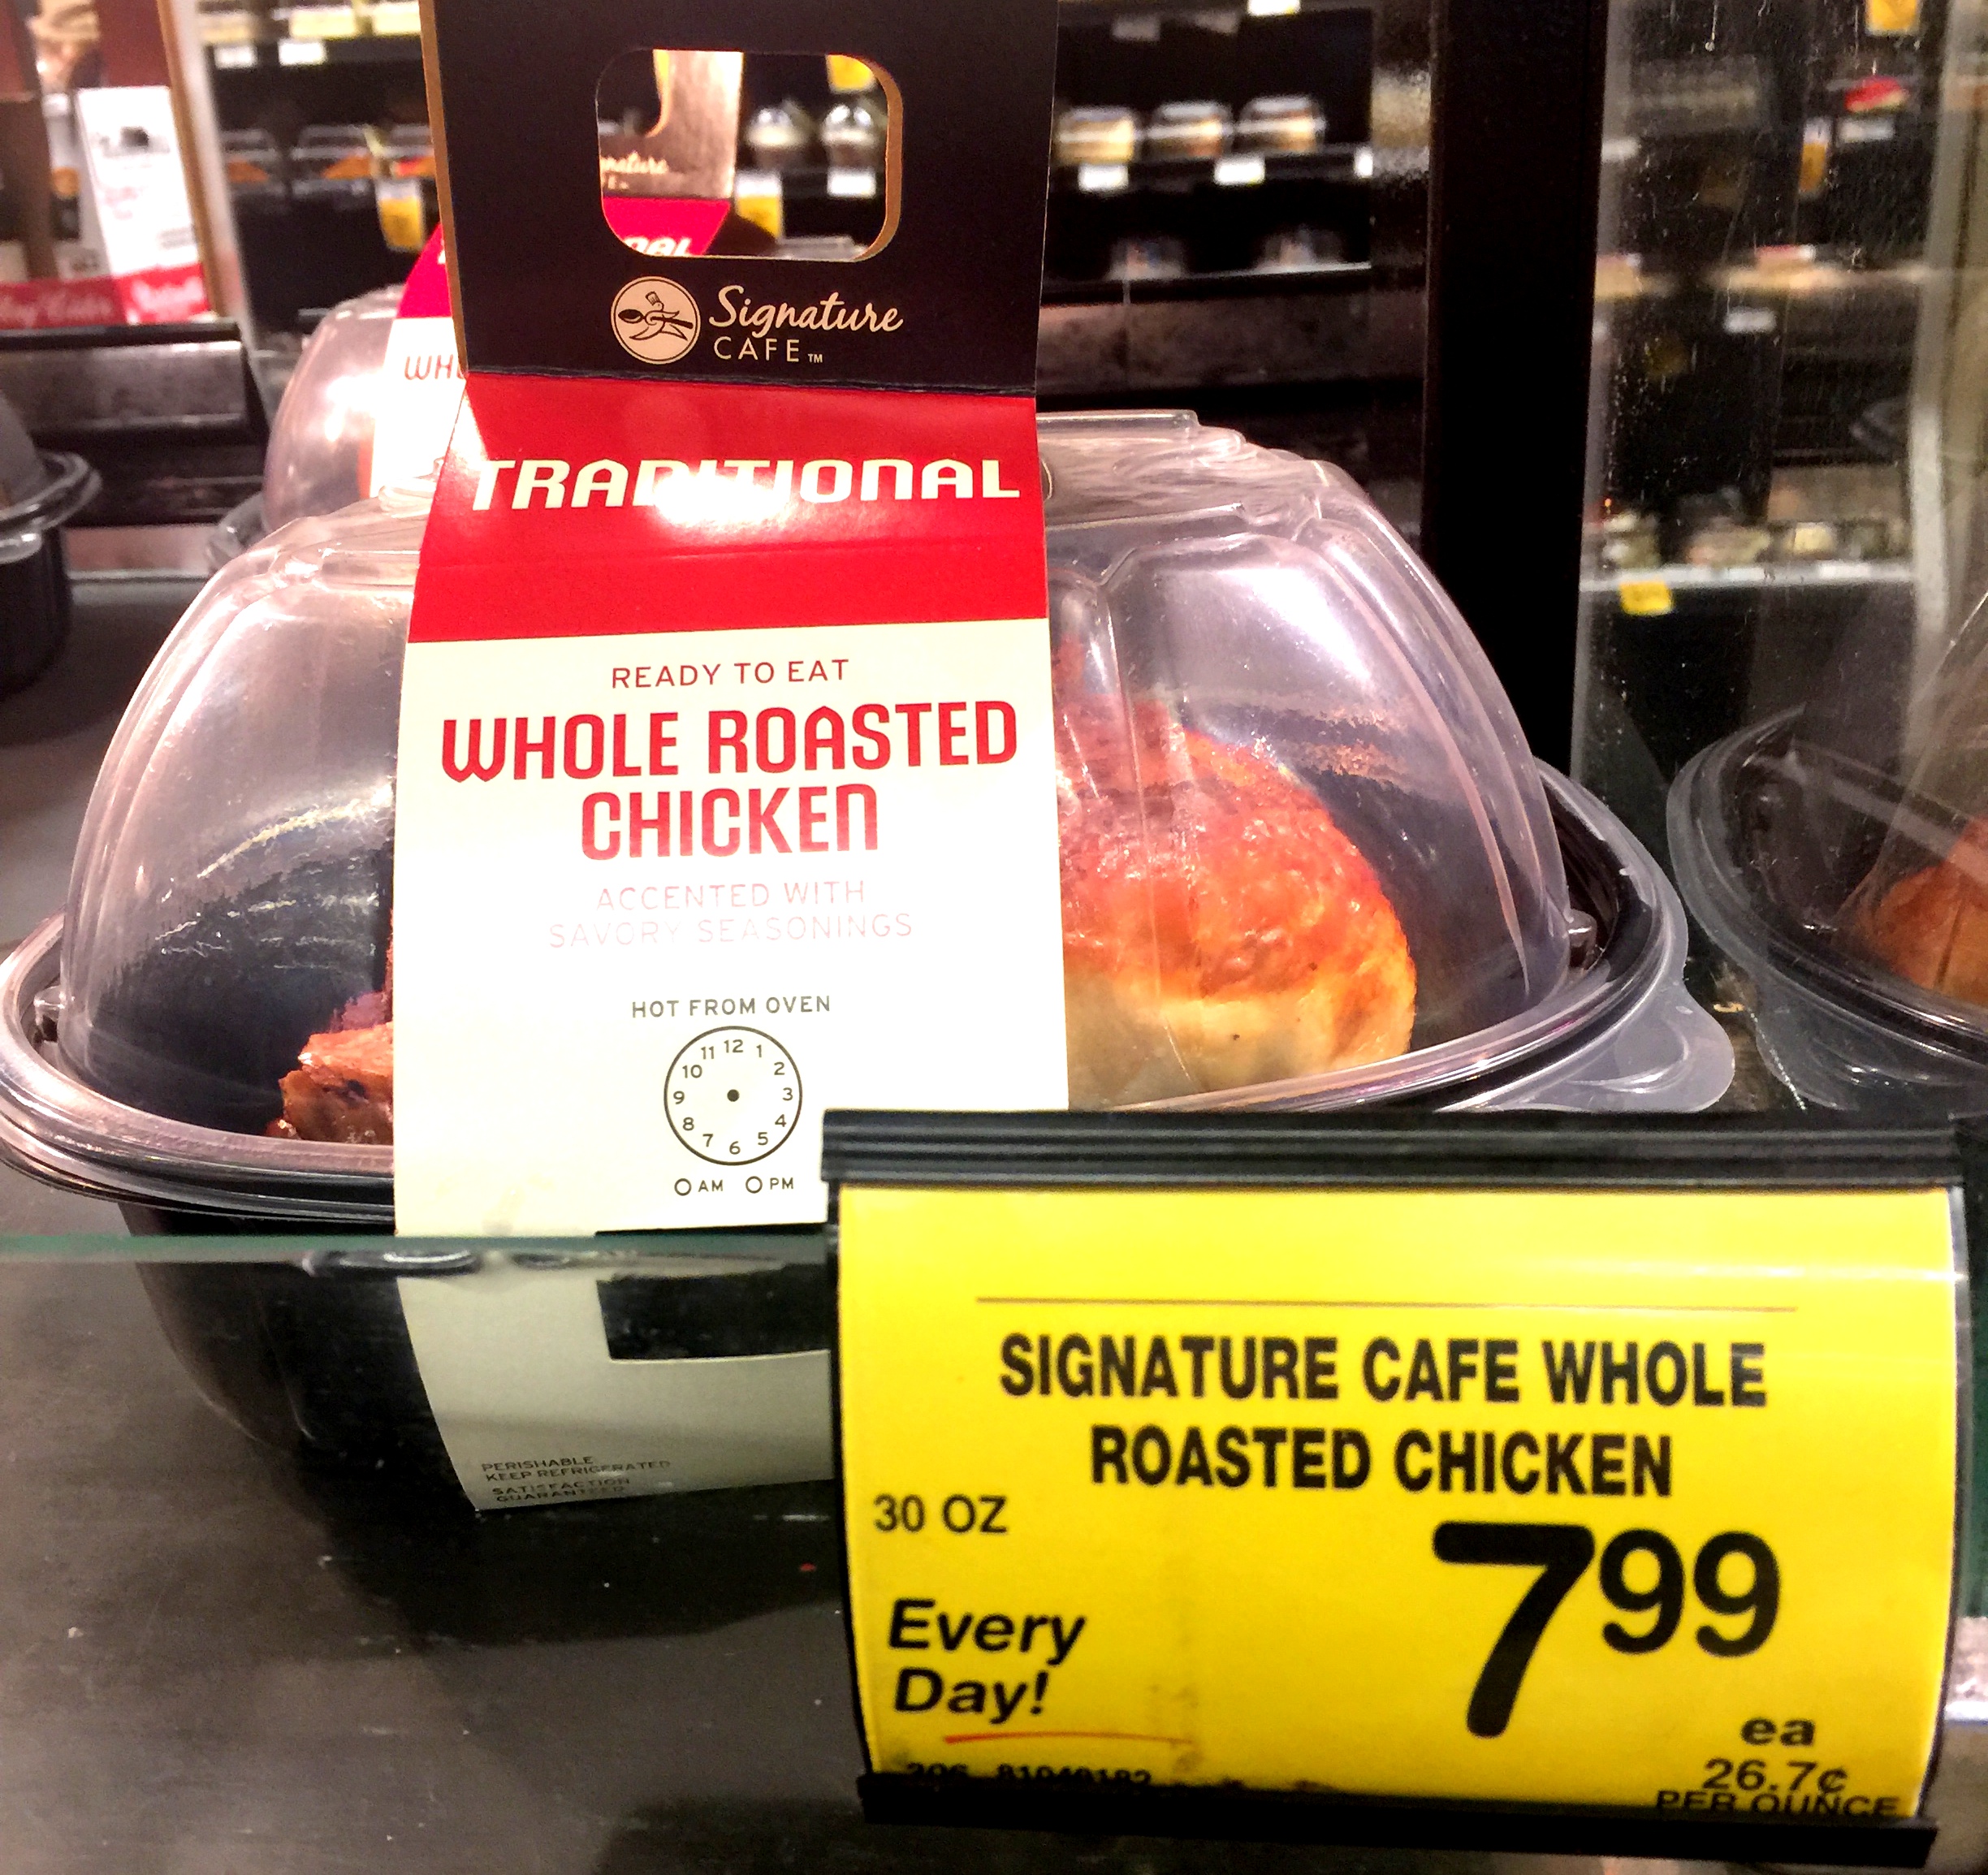 Signature
CAFE™
TRADITIONAL
READY TO EAT
WHOLE ROASTED
CHICKEN
ACCENTED WITH
SAVORY SEASONINGS
HOT FROM OVEN
11 12 1
10 2
9 3
8 4
7 6 5
AM PM
PERISHABLE
KEEP REFRIGERATED
SATISFACTION
GUARANTEED
SIGNATURE CAFE WHOLE
ROASTED CHICKEN
30 OZ
7 99
Every
Day!
ea
26.7¢
PER OUNCE